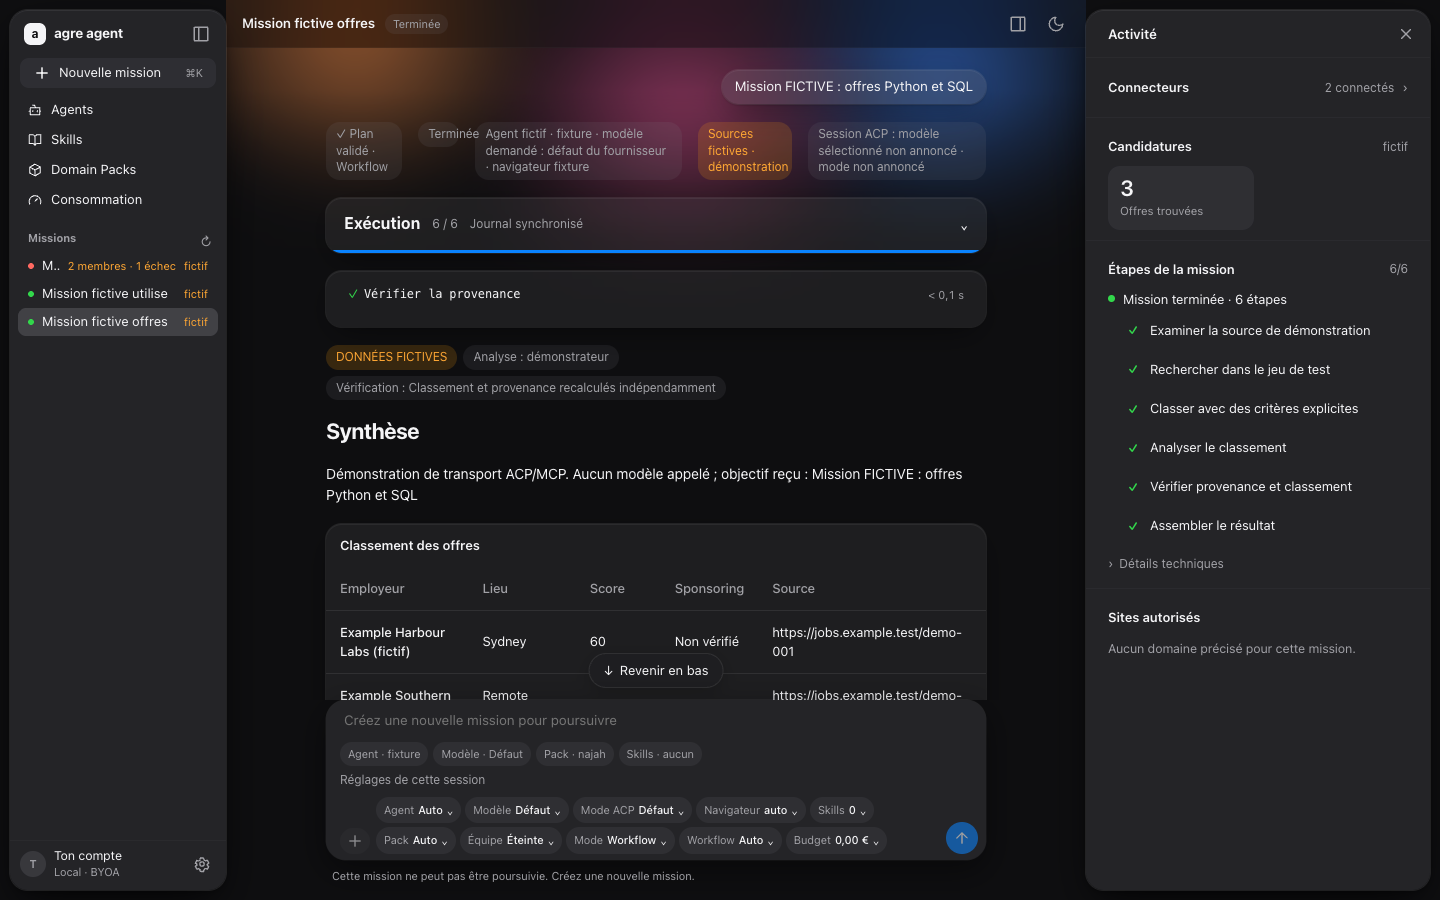 a agre agent
Nouvelle mission ⌘K
Agents
Skills
Domain Packs
Consommation
Missions
M.. 2 membres · 1 échec fictif
Mission fictive utilise fictif
Mission fictive offres fictif
T Ton compte
Local · BYOA
Mission fictive offres Terminée
Mission FICTIVE : offres Python et SQL
✓ Plan
validé ·
Workflow
Terminée
Agent fictif · fixture · modèle
demandé : défaut du fournisseur
· navigateur fixture
Sources
fictives ·
démonstration
Session ACP : modèle
sélectionné non annoncé ·
mode non annoncé
Exécution 6 / 6 Journal synchronisé
✓ Vérifier la provenance < 0,1 s
DONNÉES FICTIVES Analyse : démonstrateur
Vérification : Classement et provenance recalculés indépendamment
Synthèse
Démonstration de transport ACP/MCP. Aucun modèle appelé ; objectif reçu : Mission FICTIVE : offres
Python et SQL
Classement des offres
Employeur Lieu Score Sponsoring Source
Example Harbour
Labs (fictif)
Sydney
60
Non vérifié
https://jobs.example.test/demo-
001
↓ Revenir en bas
Example Southern Remote https://jobs.example.test/demo-
Créez une nouvelle mission pour poursuivre
Agent · fixture Modèle · Défaut Pack · najah Skills · aucun
Réglages de cette session
Agent Auto Modèle Défaut Mode ACP Défaut Navigateur auto Skills 0
Pack Auto Équipe Éteinte Mode Workflow Workflow Auto Budget 0,00 €
Cette mission ne peut pas être poursuivie. Créez une nouvelle mission.
Activité
Connecteurs 2 connectés ›
Candidatures fictif
3
Offres trouvées
Étapes de la mission 6/6
Mission terminée · 6 étapes
✓ Examiner la source de démonstration
✓ Rechercher dans le jeu de test
✓ Classer avec des critères explicites
✓ Analyser le classement
✓ Vérifier provenance et classement
✓ Assembler le résultat
› Détails techniques
Sites autorisés
Aucun domaine précisé pour cette mission.